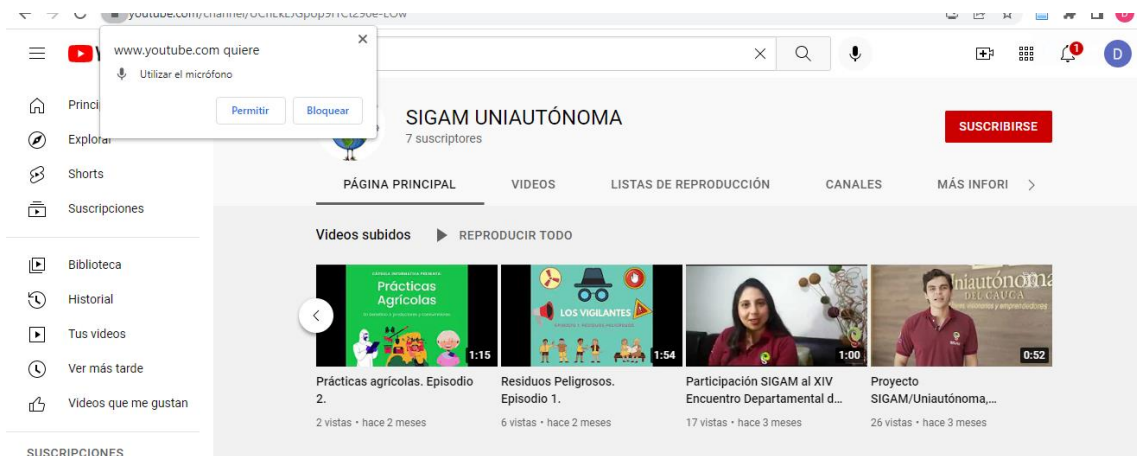 www.youtube.com quiere
Utilizar el micrófono
Permitir
Bloquear
1
D
Explorar
Shorts
Suscripciones
Biblioteca
Historial
Tus videos
Ver más tarde
Videos que me gustan
SUSCRIPCIONES
SIGAM UNIAUTÓNOMA
7 suscriptores
SUSCRIBIRSE
PÁGINA PRINCIPAL
VIDEOS
LISTAS DE REPRODUCCIÓN
CANALES
MÁS INFORI
Videos subidos
REPRODUCIR TODO
Prácticas
Agrícolas
1:15
Prácticas agrícolas. Episodio
2.
2 vistas • hace 2 meses
LOS VIGILANTES
1:54
Residuos Peligrosos.
Episodio 1.
6 vistas • hace 2 meses
1:00
Participación SIGAM al XIV
Encuentro Departamental d...
17 vistas • hace 3 meses
Uniautónoma
DEL CAUCA
0:52
Proyecto
SIGAM/Uniautónoma,...
26 vistas • hace 3 meses